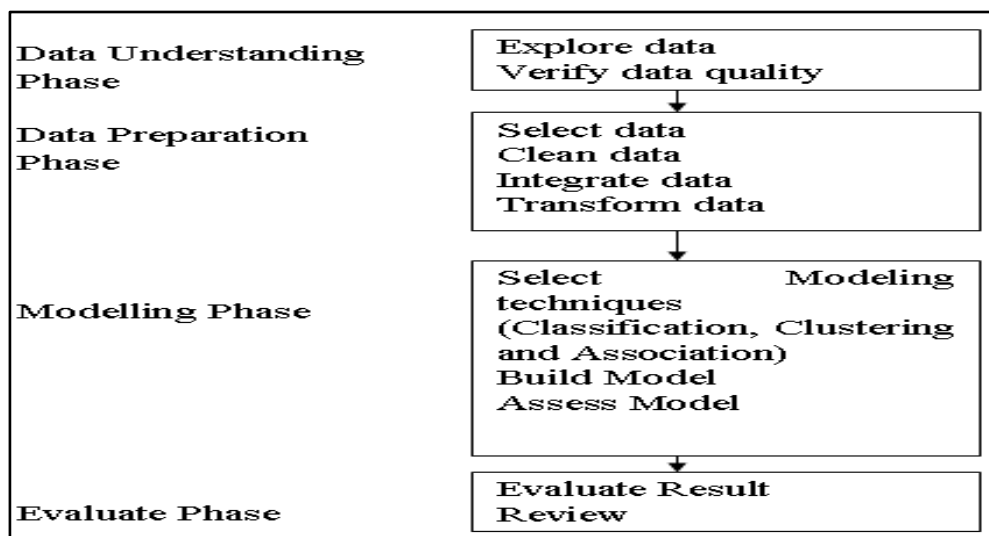 Data Understanding
Phase
Explore data
Verify data quality
Data Preparation
Phase
Select data
Clean data
Integrate data
Transform data
Modelling Phase
Select Modeling
techniques
(Classification, Clustering
and Association)
Build Model
Assess Model
Evaluate Phase
Evaluate Result
Review